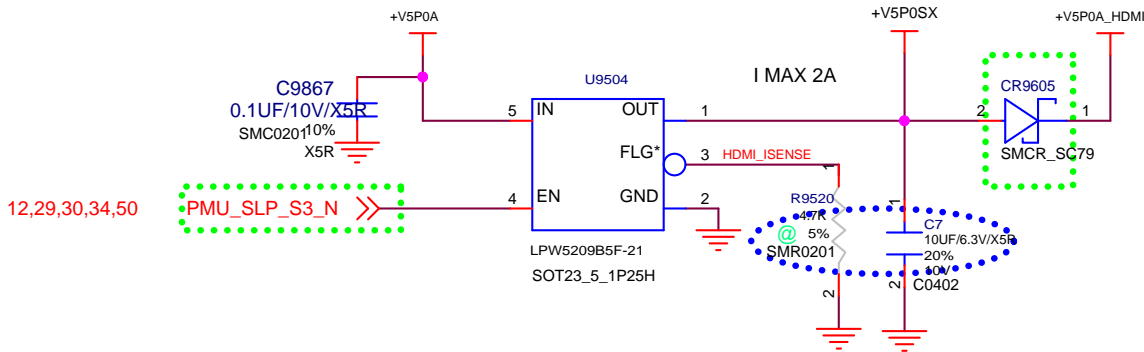 +V5P0A
+V5P0SX
+V5P0A_HDMI
C9867
0.1UF/10V/X5R
SMC0201
10%
X5R
U9504
I MAX 2A
CR9605
5
IN
OUT
1
2
1
SMCR_SC79
FLG*
3
HDMI_ISENSE
12,29,30,34,50
PMU_SLP_S3_N
4
EN
GND
2
1
R9520
4.7K
@
5%
SMR0201
2
1
C7
10UF/6.3V/X5R
20%
10V
C0402
2
LPW5209B5F-21
SOT23_5_1P25H